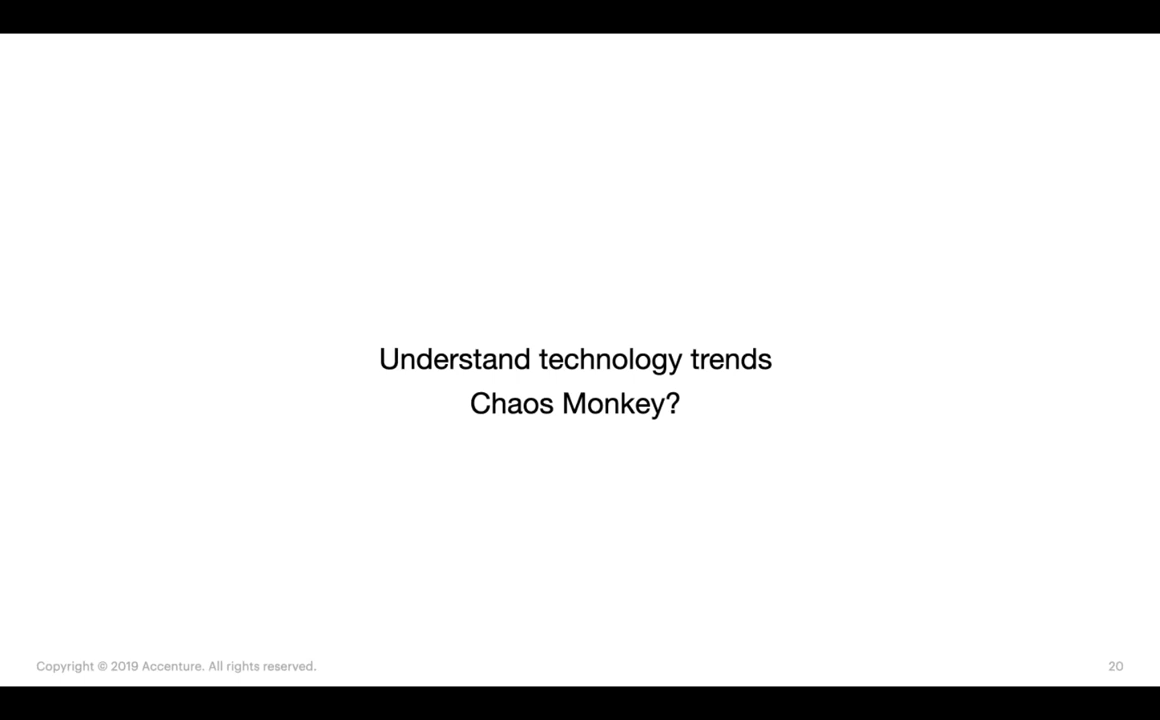 Understand technology trends
Chaos Monkey?
Copyright © 2019 Accenture. All rights reserved.
20